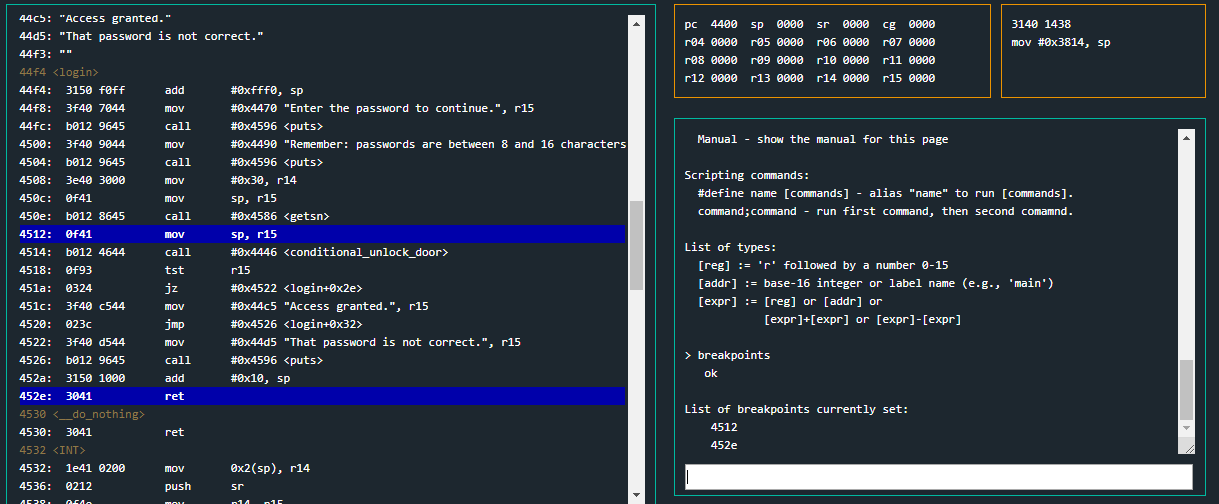 44c5: "Access granted."
44d5: "That password is not correct."
44f3: ""
44f4 <login>
44f4: 3150 f0ff add #0xfff0, sp
44f8: 3f40 7044 mov #0x4470 "Enter the password to continue.", r15
44fc: b012 9645 call #0x4596 <puts>
4500: 3f40 9044 mov #0x4490 "Remember: passwords are between 8 and 16 characters
4504: b012 9645 call #0x4596 <puts>
4508: 3e40 3000 mov #0x30, r14
450c: 0f41 mov sp, r15
450e: b012 8645 call #0x4586 <getsn>
4512: 0f41 mov sp, r15
4514: b012 4644 call #0x4446 <conditional_unlock_door>
4518: 0f93 tst r15
451a: 0324 jz #0x4522 <login+0x2e>
451c: 3f40 c544 mov #0x44c5 "Access granted.", r15
4520: 023c jmp #0x4526 <login+0x32>
4522: 3f40 d544 mov #0x44d5 "That password is not correct.", r15
4526: b012 9645 call #0x4596 <puts>
452a: 3150 1000 add #0x10, sp
452e: 3041 ret
4530 <__do_nothing>
4530: 3041 ret
4532 <INT>
4532: 1e41 0200 mov 0x2(sp), r14
4536: 0212 push sr
4538: 0f4e mov r14, r15
pc 4400 sp 0000 sr 0000 cg 0000
r04 0000 r05 0000 r06 0000 r07 0000
r08 0000 r09 0000 r10 0000 r11 0000
r12 0000 r13 0000 r14 0000 r15 0000
3140 1438
mov #0x3814, sp
Manual - show the manual for this page
Scripting commands:
#define name [commands] - alias "name" to run [commands].
command;command - run first command, then second comamnd.
List of types:
[reg] := 'r' followed by a number 0-15
[addr] := base-16 integer or label name (e.g., 'main')
[expr] := [reg] or [addr] or
[expr]+[expr] or [expr]-[expr]
> breakpoints
ok
List of breakpoints currently set:
4512
452e